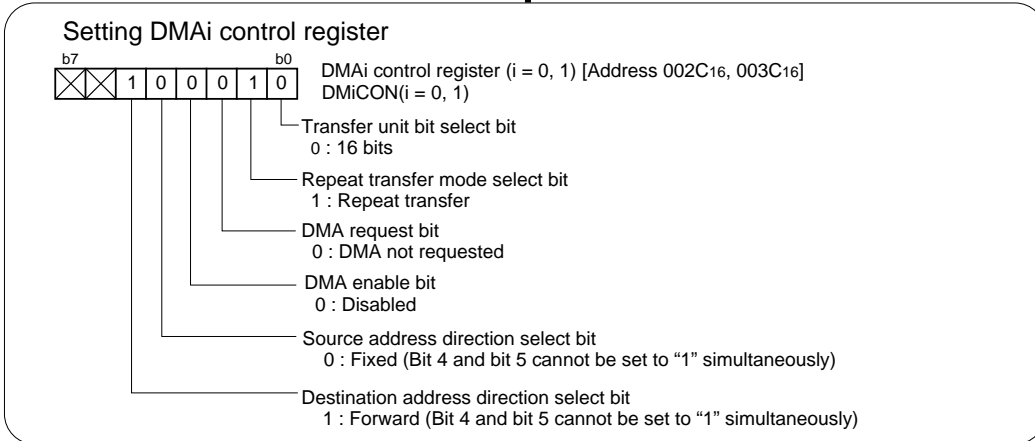 Setting DMAi control register
b7 b0
1 0 0 0 1 0
DMAi control register (i = 0, 1) [Address 002C16, 003C16]
DMiCON(i = 0, 1)
Transfer unit bit select bit
0 : 16 bits
Repeat transfer mode select bit
1 : Repeat transfer
DMA request bit
0 : DMA not requested
DMA enable bit
0 : Disabled
Source address direction select bit
0 : Fixed (Bit 4 and bit 5 cannot be set to “1” simultaneously)
Destination address direction select bit
1 : Forward (Bit 4 and bit 5 cannot be set to “1” simultaneously)